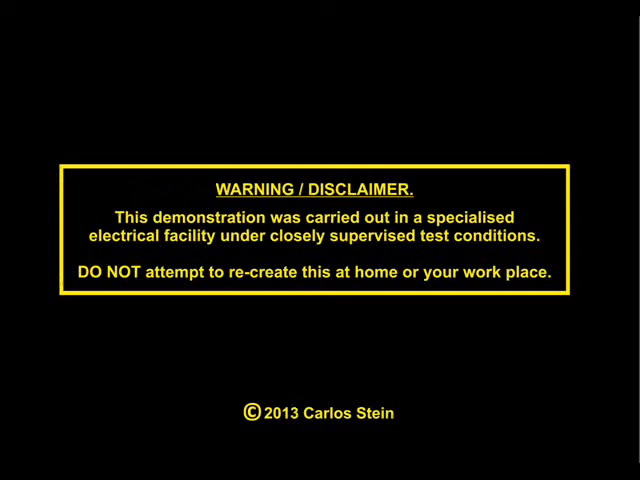 WARNING / DISCLAIMER.
This demonstration was carried out in a specialised
electrical facility under closely supervised test conditions.
DO NOT attempt to re-create this at home or your work place.
© 2013 Carlos Stein